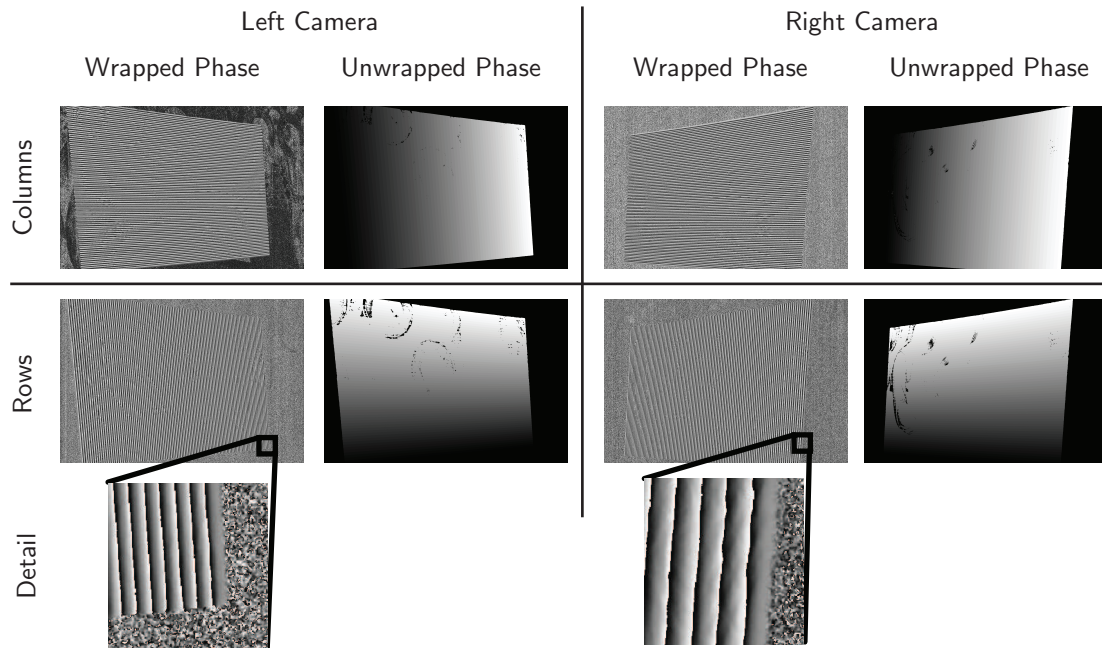 Left Camera
Right Camera
Wrapped Phase
Unwrapped Phase
Wrapped Phase
Unwrapped Phase
Columns
Rows
Detail